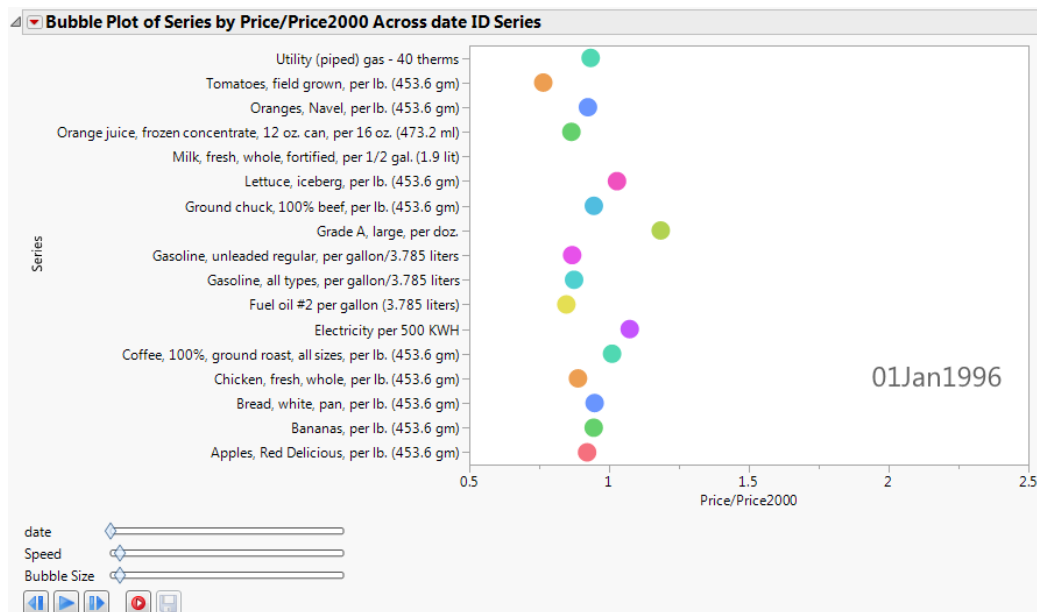 Bubble Plot of Series by Price/Price2000 Across date ID Series
Utility (piped) gas - 40 therms
Tomatoes, field grown, per lb. (453.6 gm)
Oranges, Navel, per lb. (453.6 gm)
Orange juice, frozen concentrate, 12 oz. can, per 16 oz. (473.2 ml)
Milk, fresh, whole, fortified, per 1/2 gal. (1.9 lit)
Lettuce, iceberg, per lb. (453.6 gm)
Ground chuck, 100% beef, per lb. (453.6 gm)
Grade A, large, per doz.
Gasoline, unleaded regular, per gallon/3.785 liters
Gasoline, all types, per gallon/3.785 liters
Fuel oil #2 per gallon (3.785 liters)
Electricity per 500 KWH
Coffee, 100%, ground roast, all sizes, per lb. (453.6 gm)
Chicken, fresh, whole, per lb. (453.6 gm)
Bread, white, pan, per lb. (453.6 gm)
Bananas, per lb. (453.6 gm)
Apples, Red Delicious, per lb. (453.6 gm)
Series
01Jan1996
0.5 1 1.5 2 2.5
Price/Price2000
date
Speed
Bubble Size